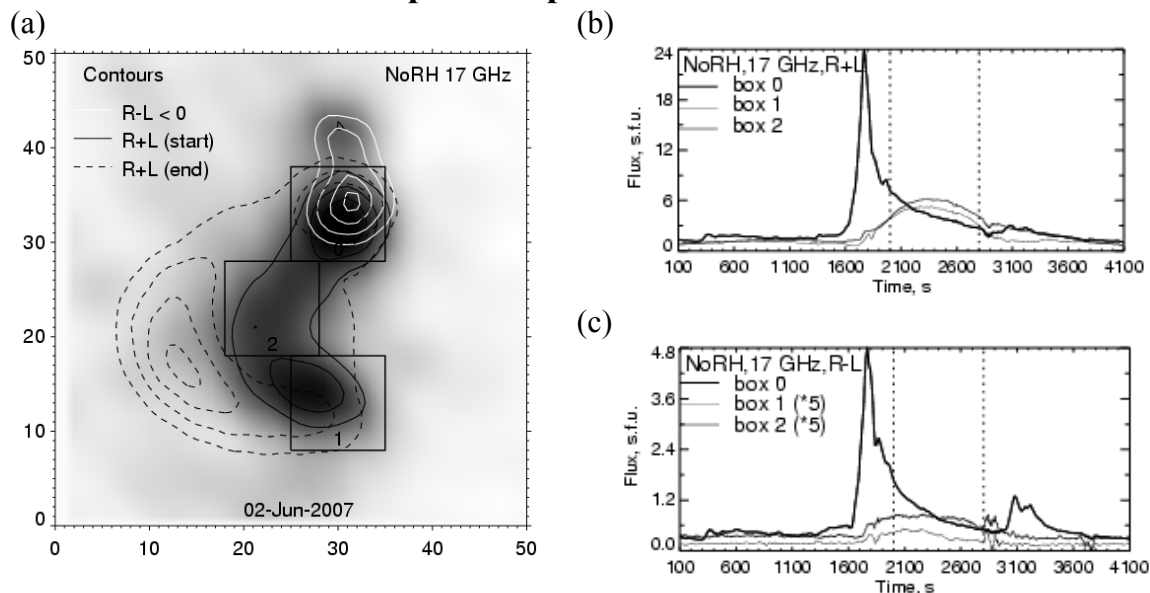 (a)
50
40
30
20
10
0
0 10 20 30 40 50
Contours
R-L < 0
R+L (start)
R+L (end)
NoRH 17 GHz
0
2
1
02-Jun-2007
(b)
24
18
12
6
0
Flux, s.f.u.
NoRH,17 GHz,R+L
box 0
box 1
box 2
100 600 1100 1600 2100 2600 3100 3600 4100
Time, s
(c)
4.8
3.6
2.4
1.2
0.0
Flux, s.f.u.
NoRH,17 GHz,R-L
box 0
box 1 (*5)
box 2 (*5)
100 600 1100 1600 2100 2600 3100 3600 4100
Time, s